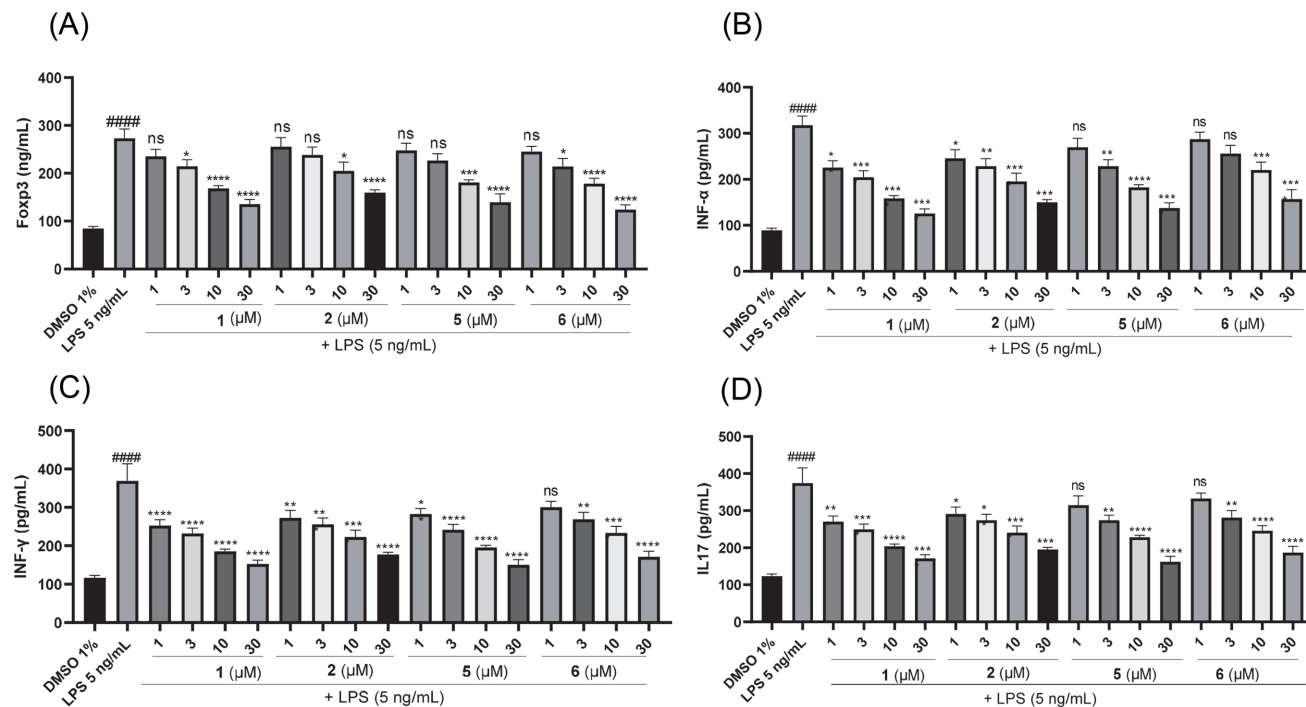 (A)
Foxp3 (ng/mL)
400
300
200
100
0
####
ns
*
****
****
ns
ns
*
****
ns
ns
***
****
ns
*
****
****
DMSO 1%
LPS 5 ng/mL
1 3 10 30
1 3 10 30
1 3 10 30
1 3 10 30
1 (μM)
2 (μM)
5 (μM)
6 (μM)
+ LPS (5 ng/mL)
(B)
INF-α (pg/mL)
400
300
200
100
0
####
*
***
***
***
*
**
***
***
ns
**
****
***
ns
ns
***
***
DMSO 1%
LPS 5 ng/mL
1 3 10 30
1 3 10 30
1 3 10 30
1 3 10 30
1 (μM)
2 (μM)
5 (μM)
6 (μM)
+ LPS (5 ng/mL)
(C)
INF-γ (pg/mL)
500
400
300
200
100
0
####
****
****
****
****
**
**
***
****
*
*
****
****
****
ns
**
***
****
DMSO 1%
LPS 5 ng/mL
1 3 10 30
1 3 10 30
1 3 10 30
1 3 10 30
1 (μM)
2 (μM)
5 (μM)
6 (μM)
+ LPS (5 ng/mL)
(D)
IL17 (pg/mL)
500
400
300
200
100
0
####
**
***
****
***
*
*
***
***
ns
**
****
****
ns
**
****
****
DMSO 1%
LPS 5 ng/mL
1 3 10 30
1 3 10 30
1 3 10 30
1 3 10 30
1 (μM)
2 (μM)
5 (μM)
6 (μM)
+ LPS (5 ng/mL)